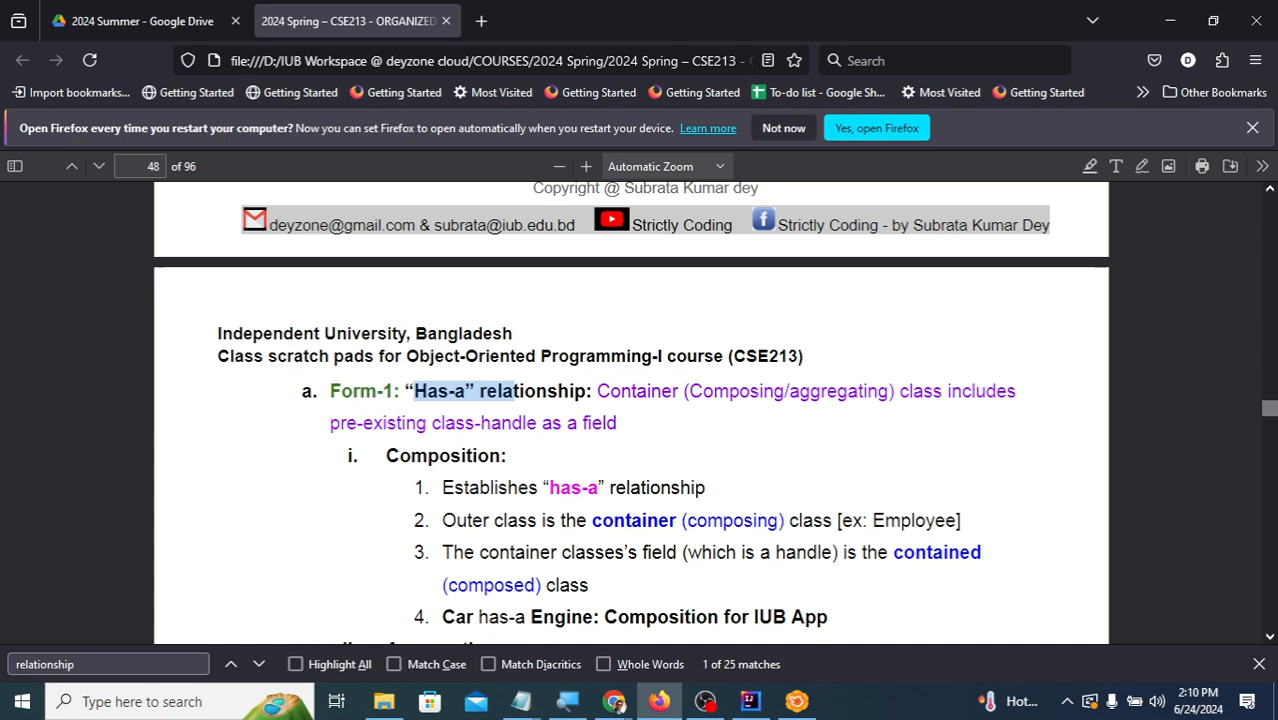 2024 Summer - Google Drive
2024 Spring – CSE213 - ORGANIZED
file:///D:/IUB Workspace @ deyzone cloud/COURSES/2024 Spring/2024 Spring – CSE213 -
Search
Import bookmarks... Getting Started Getting Started Getting Started Most Visited Getting Started Getting Started To-do list - Google Sh... Most Visited Getting Started Other Bookmarks
Open Firefox every time you restart your computer? Now you can set Firefox to open automatically when you restart your device. Learn more Not now Yes, open Firefox
48 of 96 Automatic Zoom
Copyright @ Subrata Kumar dey
deyzone@gmail.com & subrata@iub.edu.bd Strictly Coding Strictly Coding - by Subrata Kumar Dey
Independent University, Bangladesh
Class scratch pads for Object-Oriented Programming-I course (CSE213)
a. Form-1: “Has-a” relationship: Container (Composing/aggregating) class includes
pre-existing class-handle as a field
i. Composition:
1. Establishes “has-a” relationship
2. Outer class is the container (composing) class [ex: Employee]
3. The container classes’s field (which is a handle) is the contained
(composed) class
4. Car has-a Engine: Composition for IUB App
relationship Highlight All Match Case Match Diacritics Whole Words 1 of 25 matches
Type here to search Hot... 2:10 PM
6/24/2024